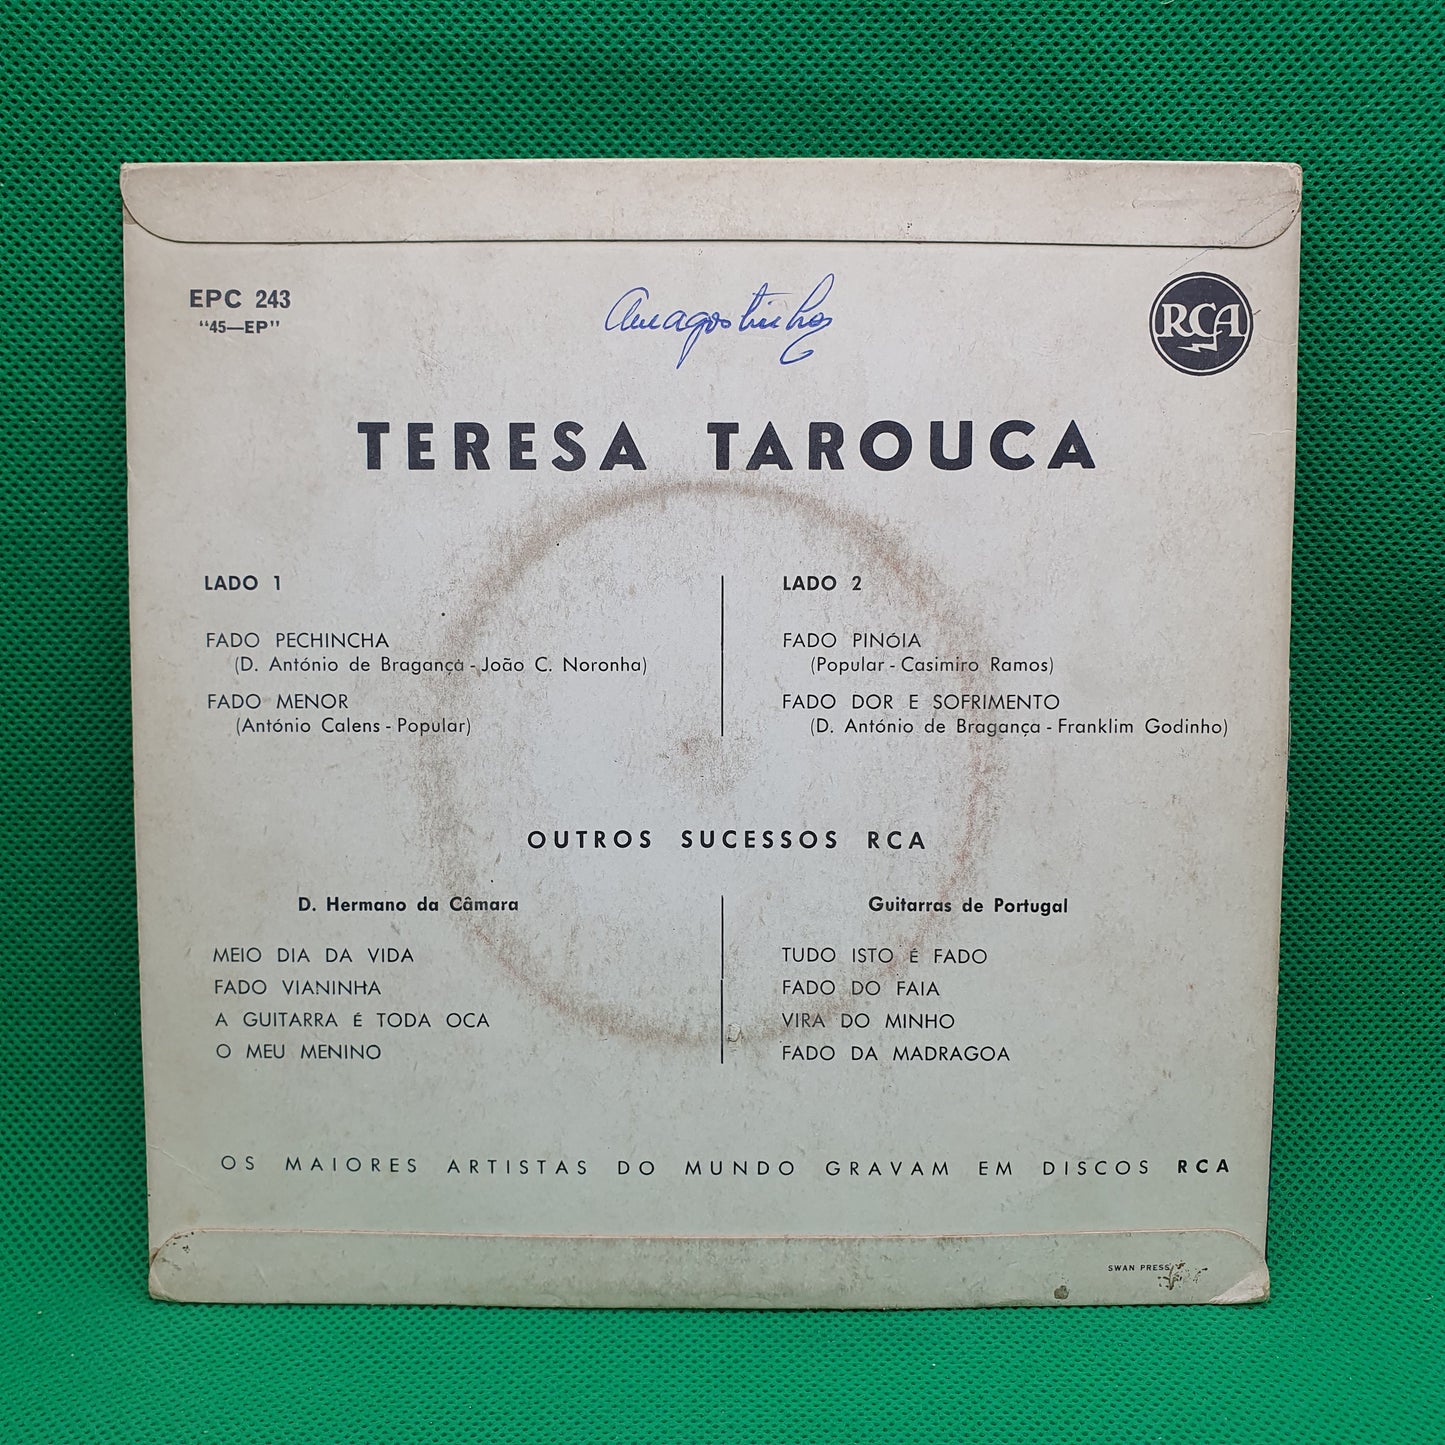 EPC 243
"45—EP"
RCA
TERESA TAROUCA
LADO 1
FADO PECHINCHA
(D. António de Bragança - João C. Noronha)
FADO MENOR
(António Calens - Popular)
LADO 2
FADO PINÓIA
(Popular - Casimiro Ramos)
FADO DOR E SOFRIMENTO
(D. António de Bragança - Franklim Godinho)
OUTROS SUCESSOS RCA
D. Hermano da Câmara
MEIO DIA DA VIDA
FADO VIANINHA
A GUITARRA É TODA OCA
O MEU MENINO
Guitarras de Portugal
TUDO ISTO É FADO
FADO DO FAIA
VIRA DO MINHO
FADO DA MADRAGOA
OS MAIORES ARTISTAS DO MUNDO GRAVAM EM DISCOS RCA
SWAN PRESS